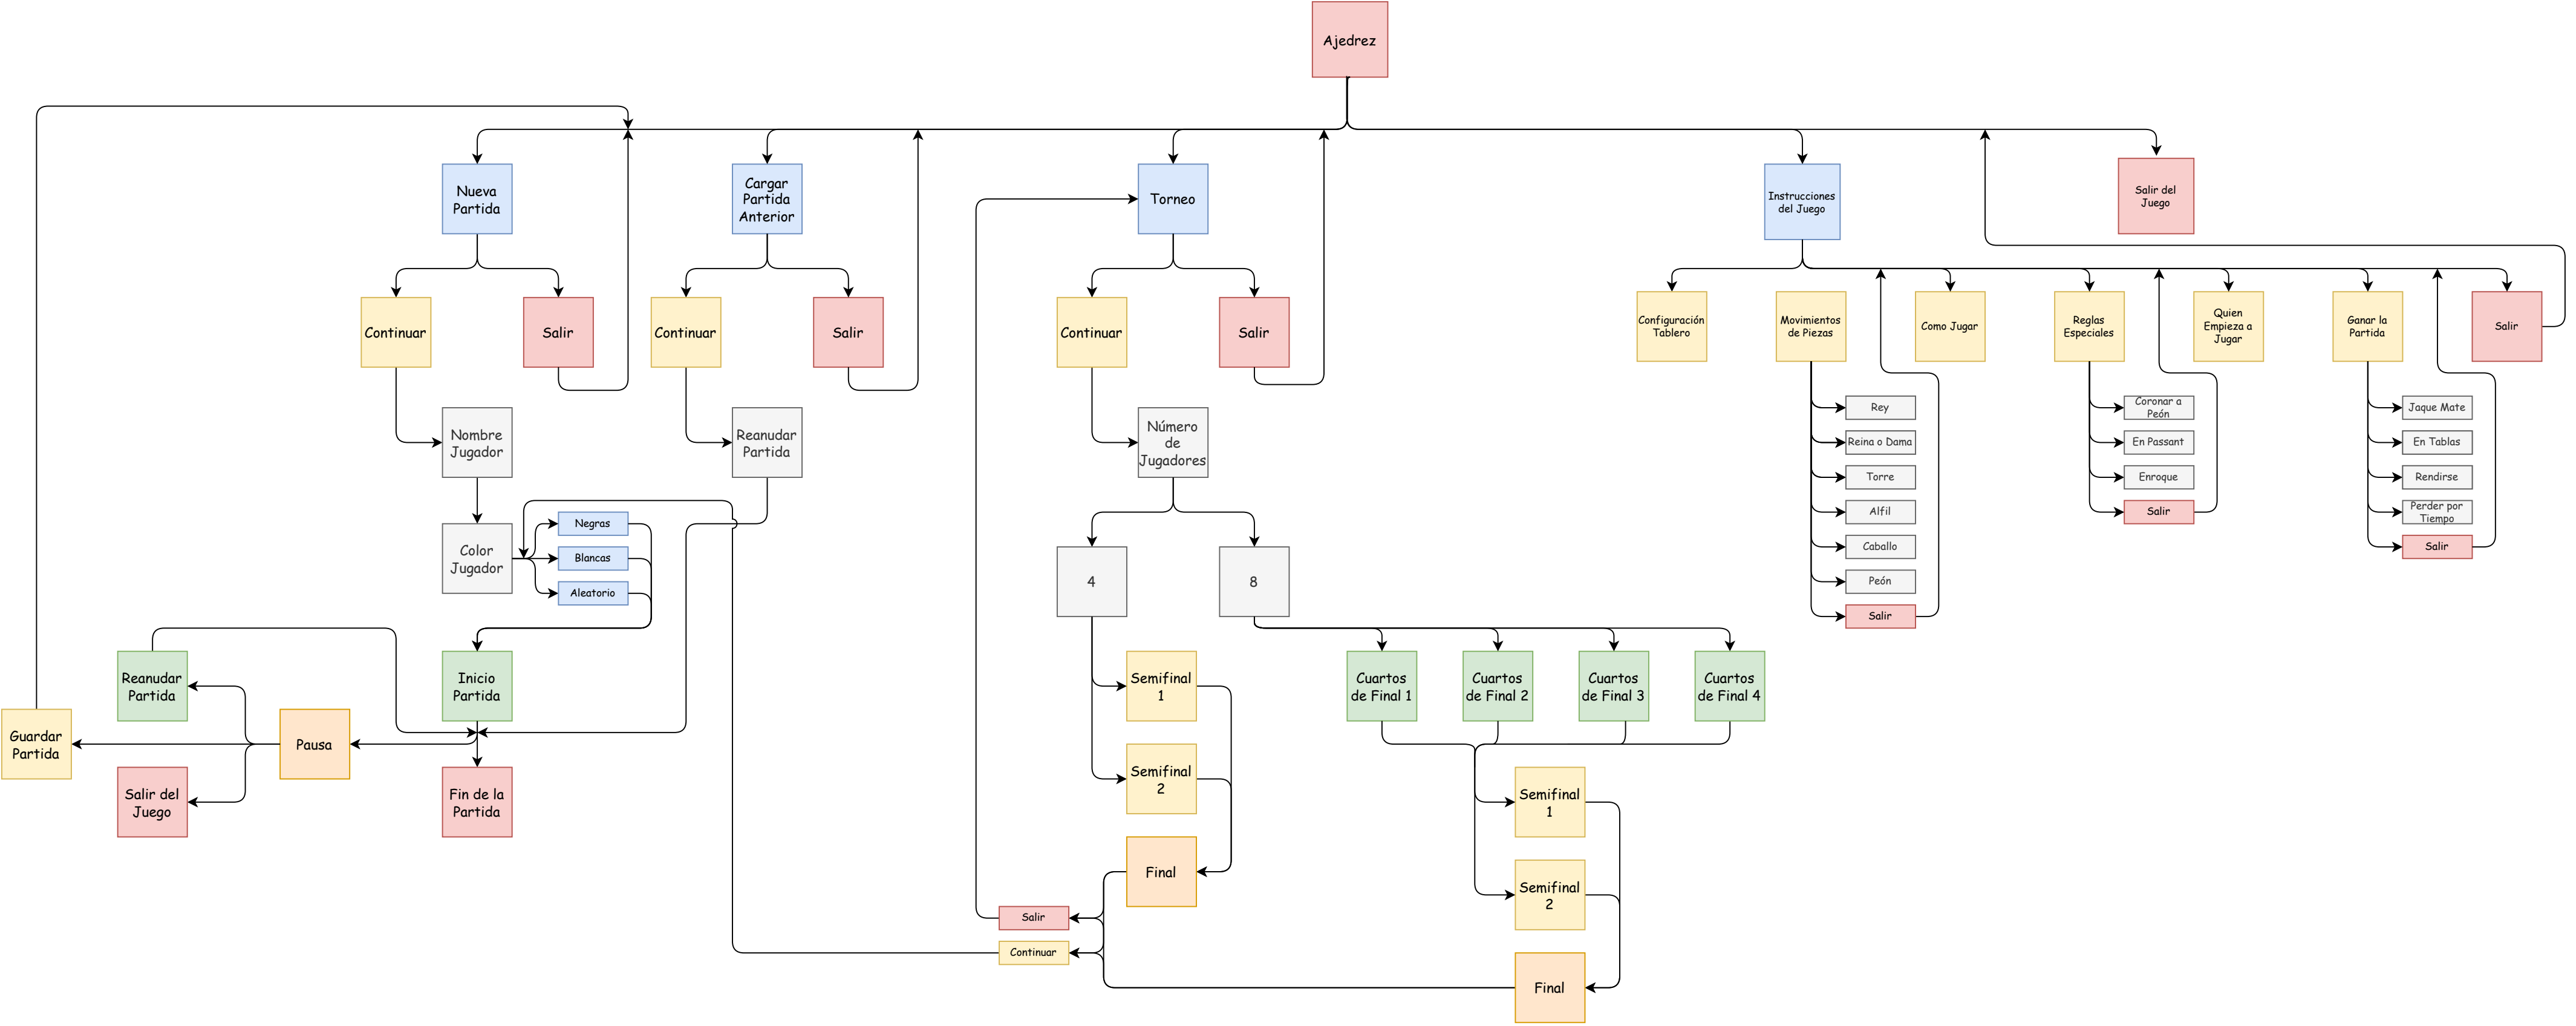 Ajedrez
Nueva
Partida
Cargar
Partida
Anterior
Torneo
Instrucciones
del Juego
Salir del
Juego
Continuar
Salir
Continuar
Salir
Continuar
Salir
Configuración
Tablero
Movimientos
de Piezas
Como Jugar
Reglas
Especiales
Quien
Empieza a
Jugar
Ganar la
Partida
Salir
Nombre
Jugador
Reanudar
Partida
Número
de
Jugadores
Rey
Reina o Dama
Torre
Alfil
Caballo
Peón
Salir
Coronar a
Peón
En Passant
Enroque
Salir
Jaque Mate
En Tablas
Rendirse
Perder por
Tiempo
Salir
Color
Jugador
Negras
Blancas
Aleatorio
4
8
Reanudar
Partida
Inicio
Partida
Guardar
Partida
Pausa
Salir del
Juego
Fin de la
Partida
Semifinal
1
Semifinal
2
Final
Cuartos
de Final 1
Cuartos
de Final 2
Cuartos
de Final 3
Cuartos
de Final 4
Semifinal
1
Semifinal
2
Final
Salir
Continuar